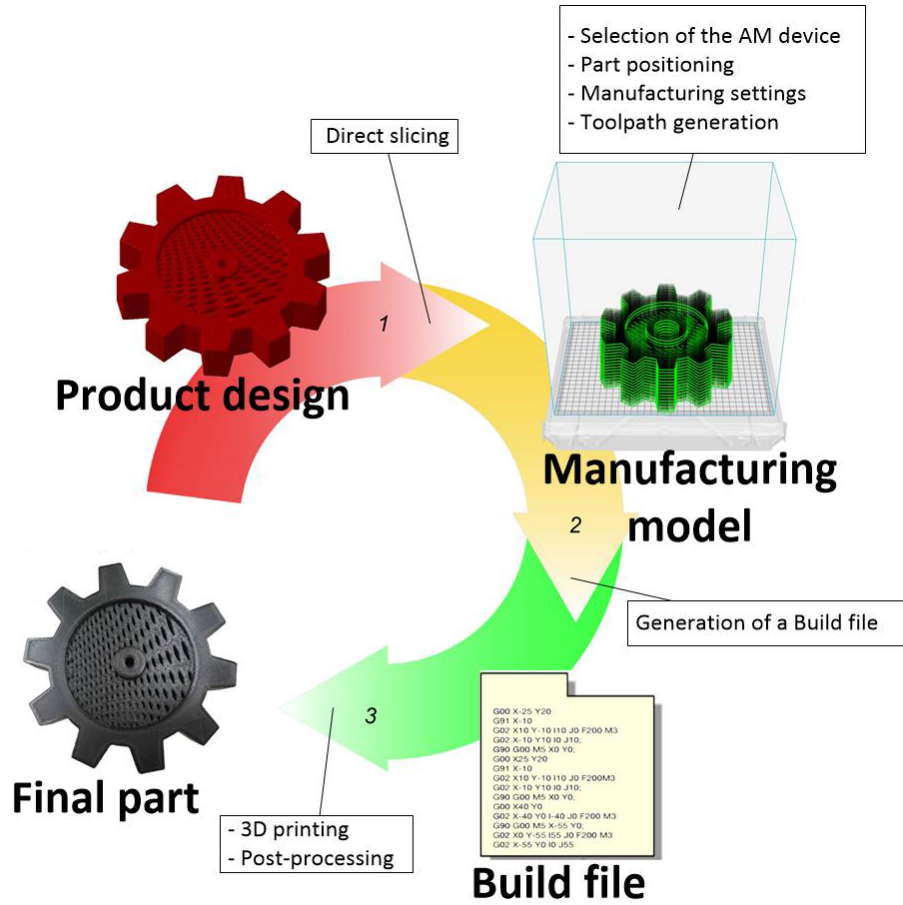 - Selection of the AM device
- Part positioning
- Manufacturing settings
- Toolpath generation
Direct slicing
1
Product design
Manufacturing
model
2
Generation of a Build file
3
Final part
- 3D printing
- Post-processing
G00 X-25 Y20
G91 X-10
G02 X10 Y-10 I10 J0 F200 M3
G02 X-10 Y10 I0 J10;
G90 G00 M5 X0 Y0;
G00 X25 Y20
G91 X-10
G02 X10 Y-10 I10 J0 F200M3
G02 X-10 Y10 I0 J10;
G90 G00 M5 X0 Y0;
G00 X40 Y0
G02 X-40 Y0 I-40 J0 F200 M3
G90 G00 M5 X-55 Y0;
G02 X0 Y-55 I55 J0 F200 M3
G02 X-55 Y0 I0 J55
Build file